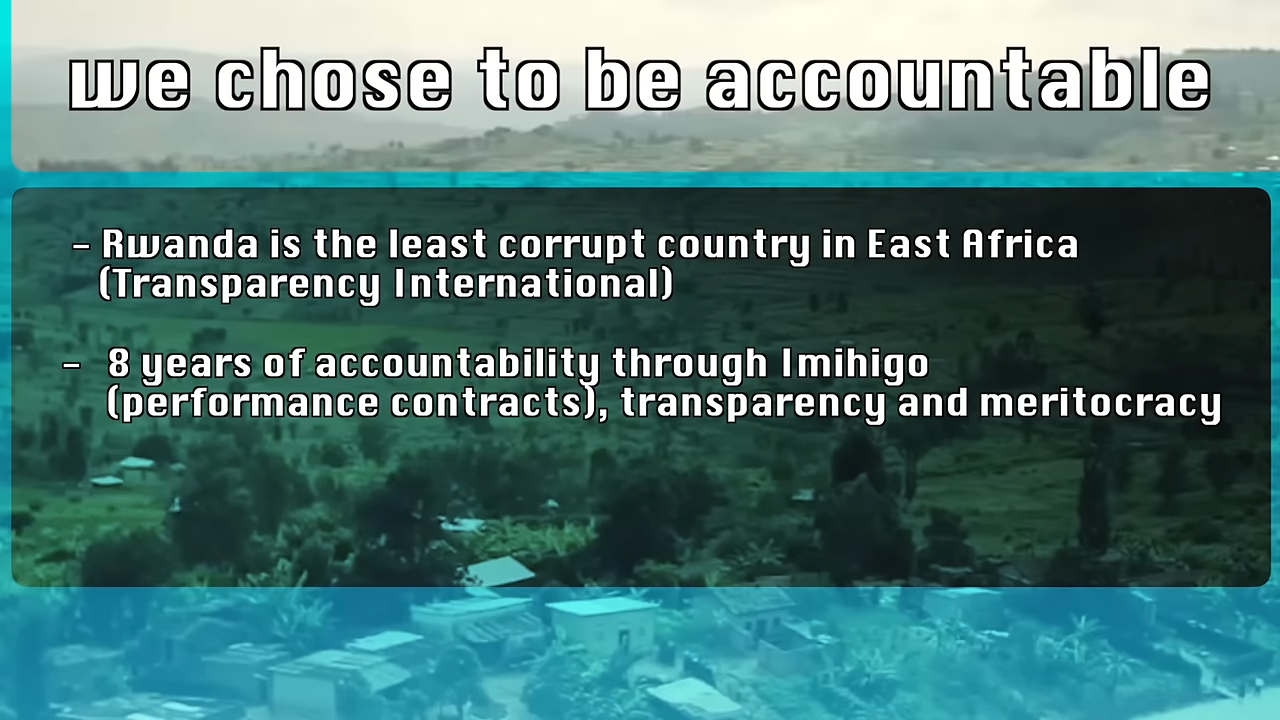 we chose to be accountable
- Rwanda is the least corrupt country in East Africa
(Transparency International)
- 8 years of accountability through Imihigo
(performance contracts), transparency and meritocracy